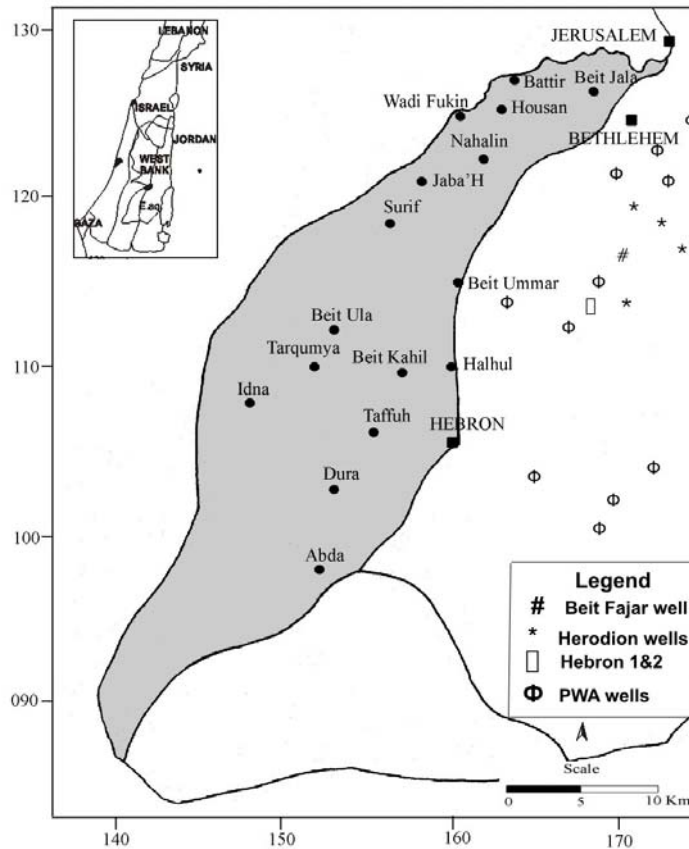 130
120
110
100
090
140
150
160
170
LEBANON
SYRIA
ISRAEL
JORDAN
WEST
BANK
E.aq.
GAZA
JERUSALEM
Battir
Beit Jala
Wadi Fukin
Housan
BETHLEHEM
Nahalin
Jaba'H
Surif
Beit Ummar
Beit Ula
Tarqumya
Beit Kahil
Halhul
Idna
Taffuh
HEBRON
Dura
Abda
Legend
# Beit Fajar well
* Herodion wells
Hebron 1&2
Φ PWA wells
Scale
0 5 10 Km